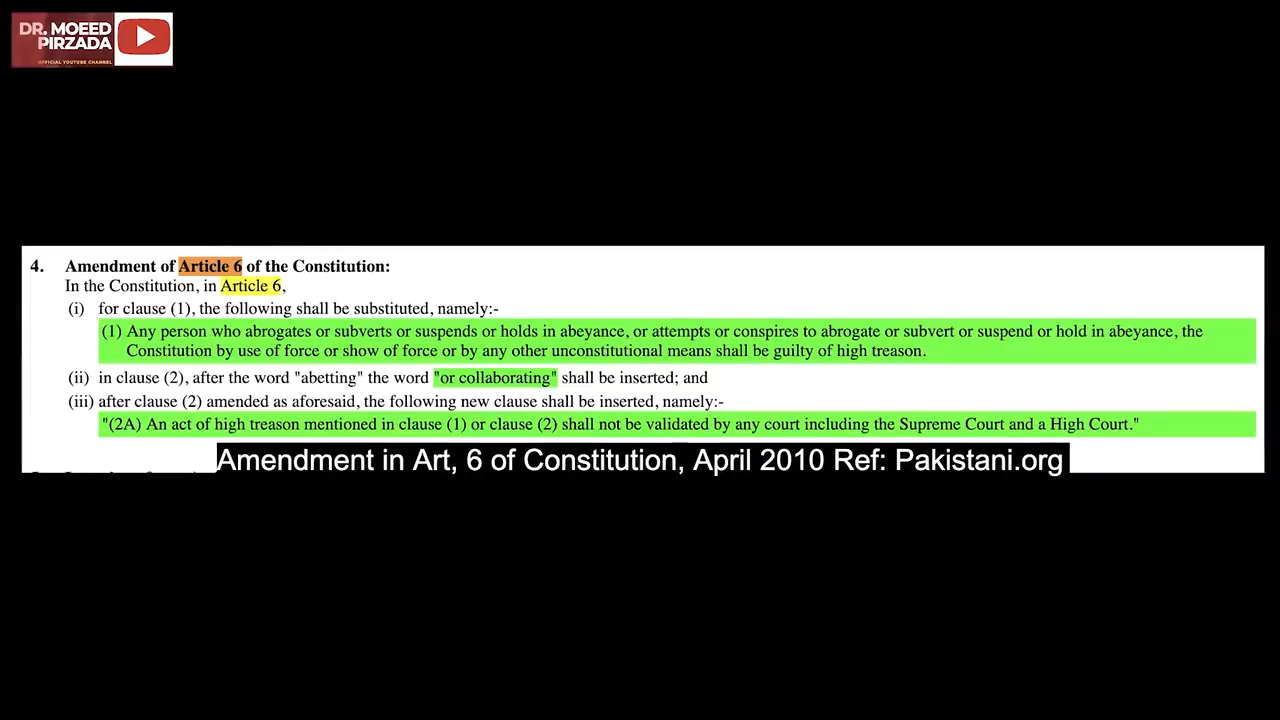 DR. MOEED
PIRZADA
OFFICIAL YOUTUBE CHANNEL
4. Amendment of Article 6 of the Constitution:
In the Constitution, in Article 6,
(i) for clause (1), the following shall be substituted, namely:-
(1) Any person who abrogates or subverts or suspends or holds in abeyance, or attempts or conspires to abrogate or subvert or suspend or hold in abeyance, the
Constitution by use of force or show of force or by any other unconstitutional means shall be guilty of high treason.
(ii) in clause (2), after the word "abetting" the word "or collaborating" shall be inserted; and
(iii) after clause (2) amended as aforesaid, the following new clause shall be inserted, namely:-
"(2A) An act of high treason mentioned in clause (1) or clause (2) shall not be validated by any court including the Supreme Court and a High Court."
Amendment in Art, 6 of Constitution, April 2010 Ref: Pakistani.org